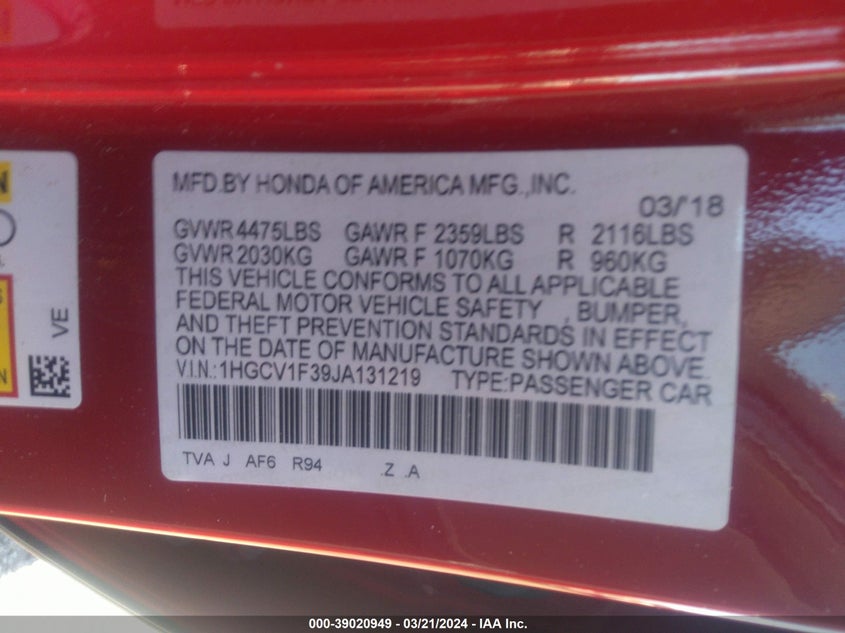 MFD.BY HONDA OF AMERICA MFG.,INC.
03/'18
GVWR 4475LBS GAWR F 2359LBS R 2116LBS
GVWR 2030KG GAWR F 1070KG R 960KG
THIS VEHICLE CONFORMS TO ALL APPLICABLE
FEDERAL MOTOR VEHICLE SAFETY , BUMPER,
AND THEFT PREVENTION STANDARDS IN EFFECT
ON THE DATE OF MANUFACTURE SHOWN ABOVE.
V.I.N.:1HGCV1F39JA131219 TYPE:PASSENGER CAR
TVA J AF6 R94 .Z .A
VE
000-39020949 - 03/21/2024 - IAA Inc.